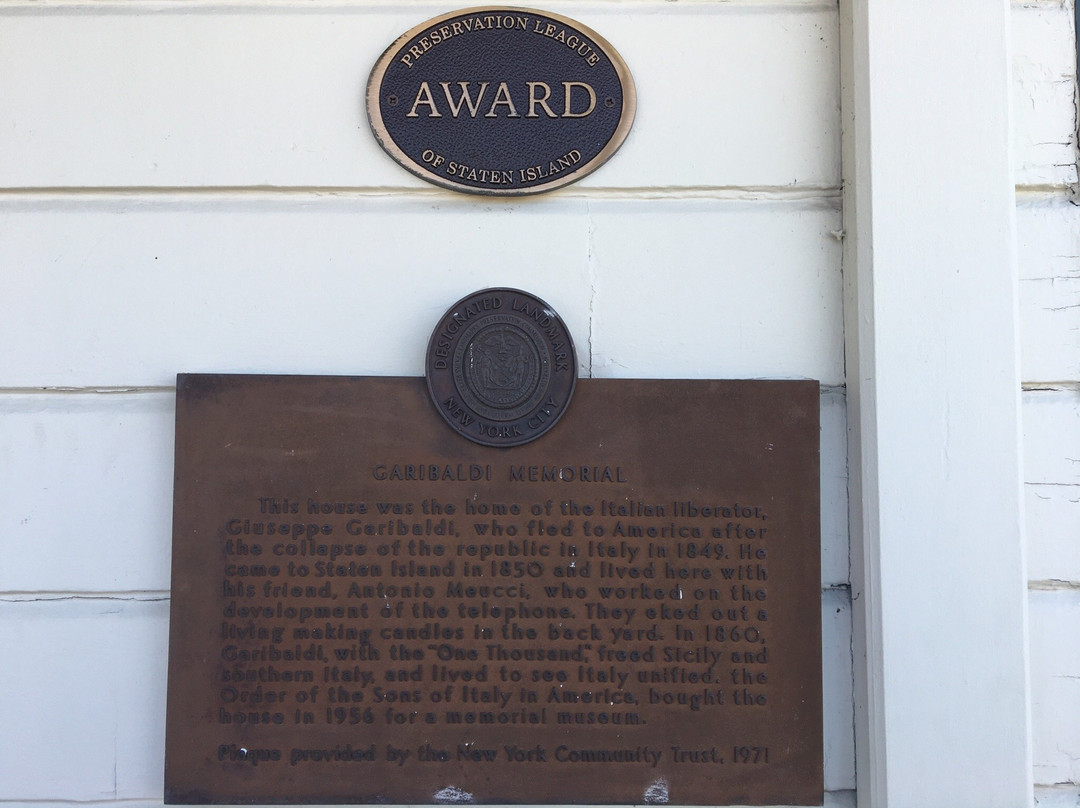 PRESERVATION LEAGUE
AWARD
OF STATEN ISLAND
DESIGNATED LANDMARK
NEW YORK CITY
GARIBALDI MEMORIAL
This house was the home of the Italian liberator,
Giuseppe Garibaldi, who fled to America after
the collapse of the republic in Italy in 1849. He
came to Staten Island in 1850 and lived here with
his friend, Antonio Meucci, who worked on the
development of the telephone. They eked out a
living making candles in the back yard. In 1860,
Garibaldi, with the "One Thousand," freed Sicily and
southern Italy, and lived to see Italy unified. the
Order of the Sons of Italy in America, bought the
house in 1956 for a memorial museum.
Plaque provided by the New York Community Trust, 1971